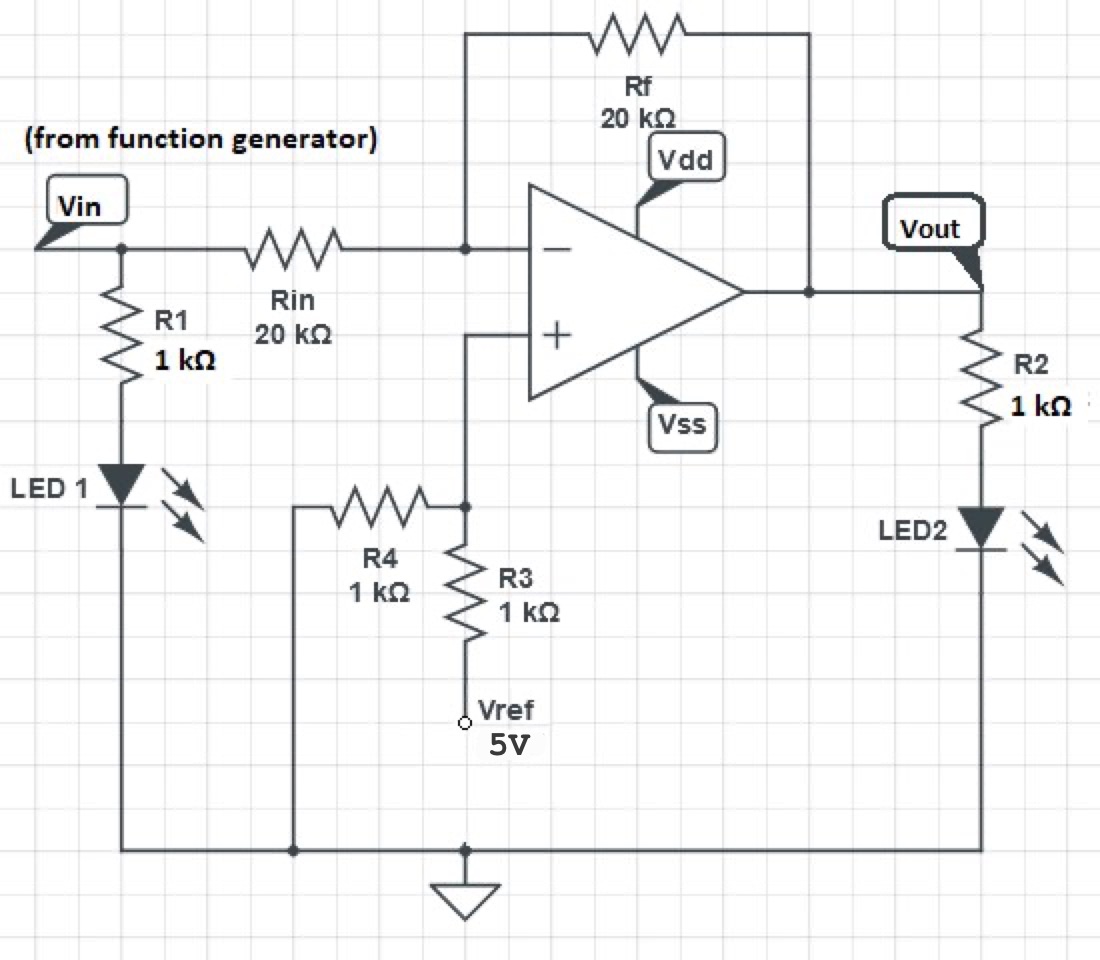 Rf
20 kΩ
(from function generator)
Vdd
Vin
Vout
−
Rin
20 kΩ
R1
1 kΩ
+
R2
1 kΩ
Vss
LED 1
LED2
R4
1 kΩ
R3
1 kΩ
Vref
5V